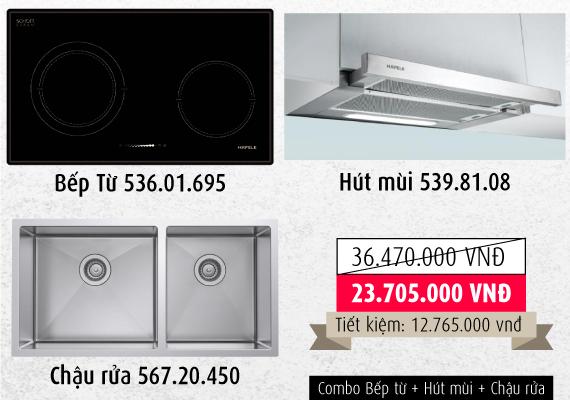 SCHOTT
CERAN
HAFELE
HAFELE
Bếp Từ 536.01.695
Hút mùi 539.81.08
36.470.000 VNĐ
23.705.000 VNĐ
Tiết kiệm: 12.765.000 vnđ
Chậu rửa 567.20.450
Combo Bếp từ + Hút mùi + Chậu rửa